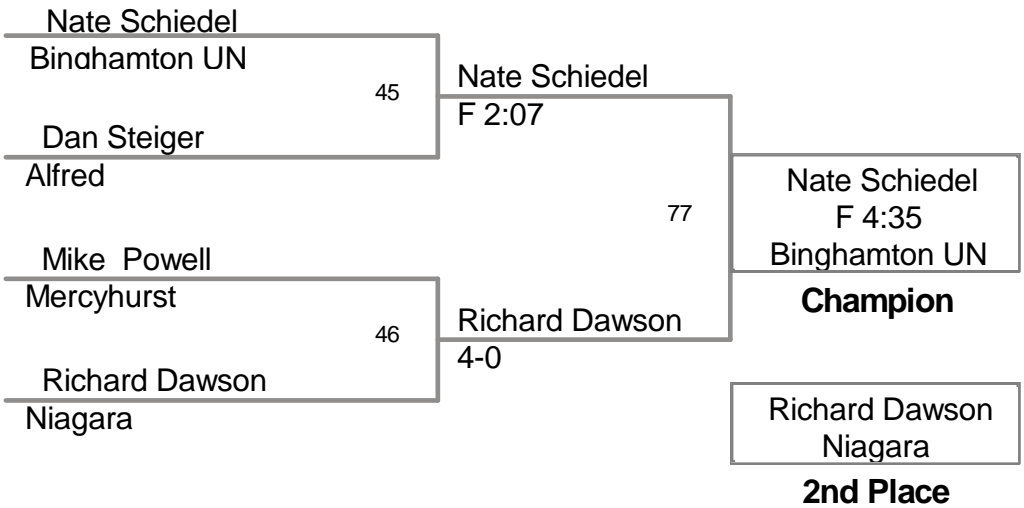 Nate Schiedel
Binghamton UN
45
Nate Schiedel
F 2:07
Dan Steiger
Alfred
77
Nate Schiedel
F 4:35
Binghamton UN
Champion
Mike Powell
Mercyhurst
46
Richard Dawson
4-0
Richard Dawson
Niagara
Richard Dawson
Niagara
2nd Place